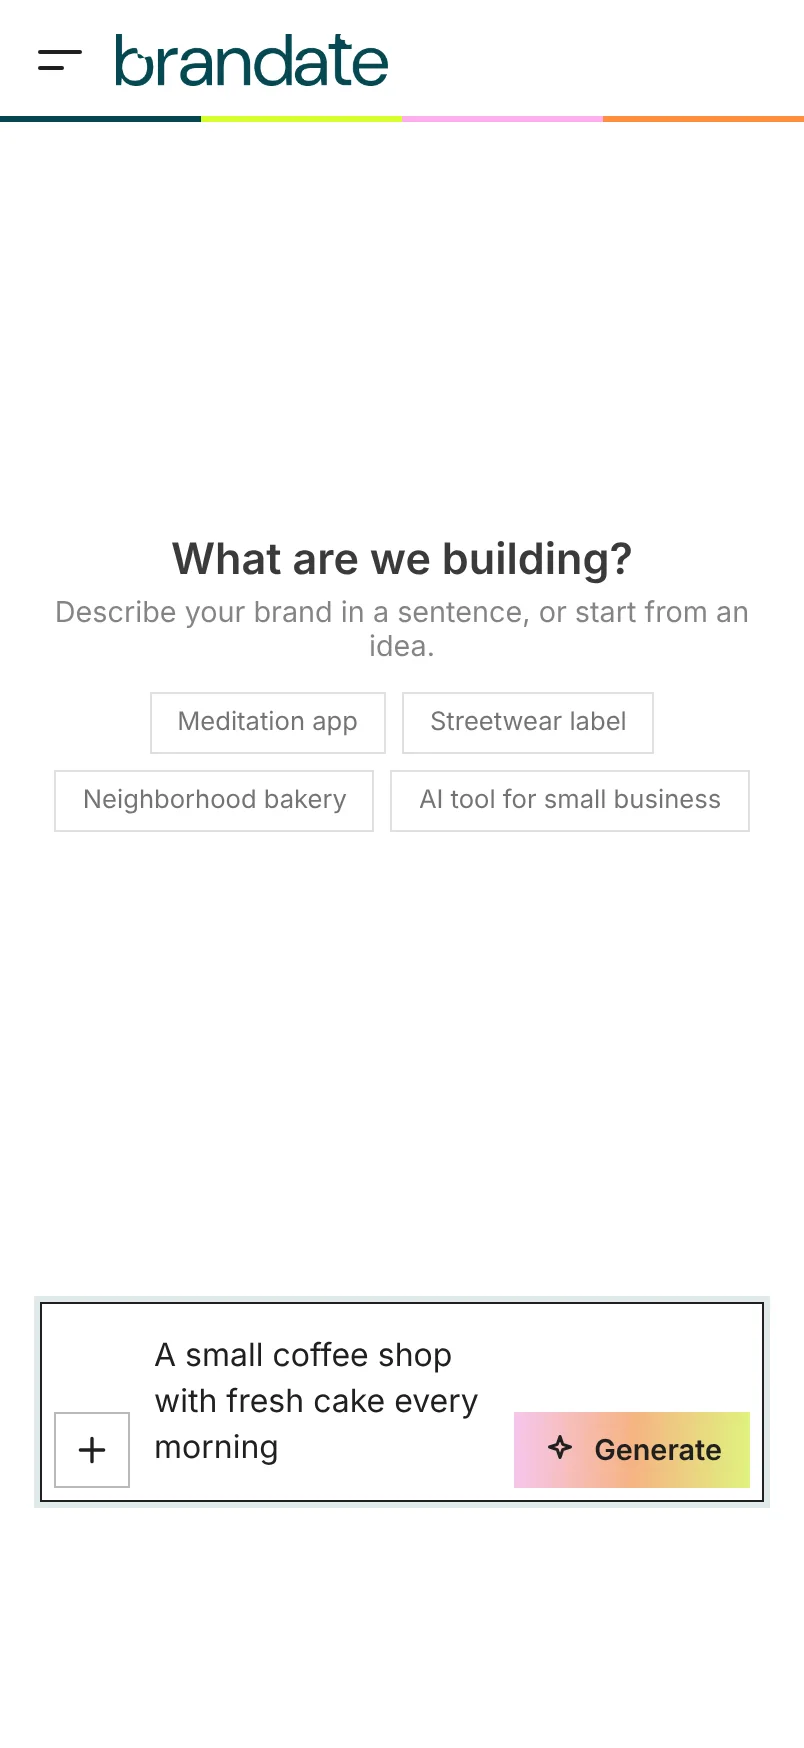 brandate
What are we building?
Describe your brand in a sentence, or start from an
idea.
Meditation app
Streetwear label
Neighborhood bakery
AI tool for small business
A small coffee shop
with fresh cake every
morning
Generate